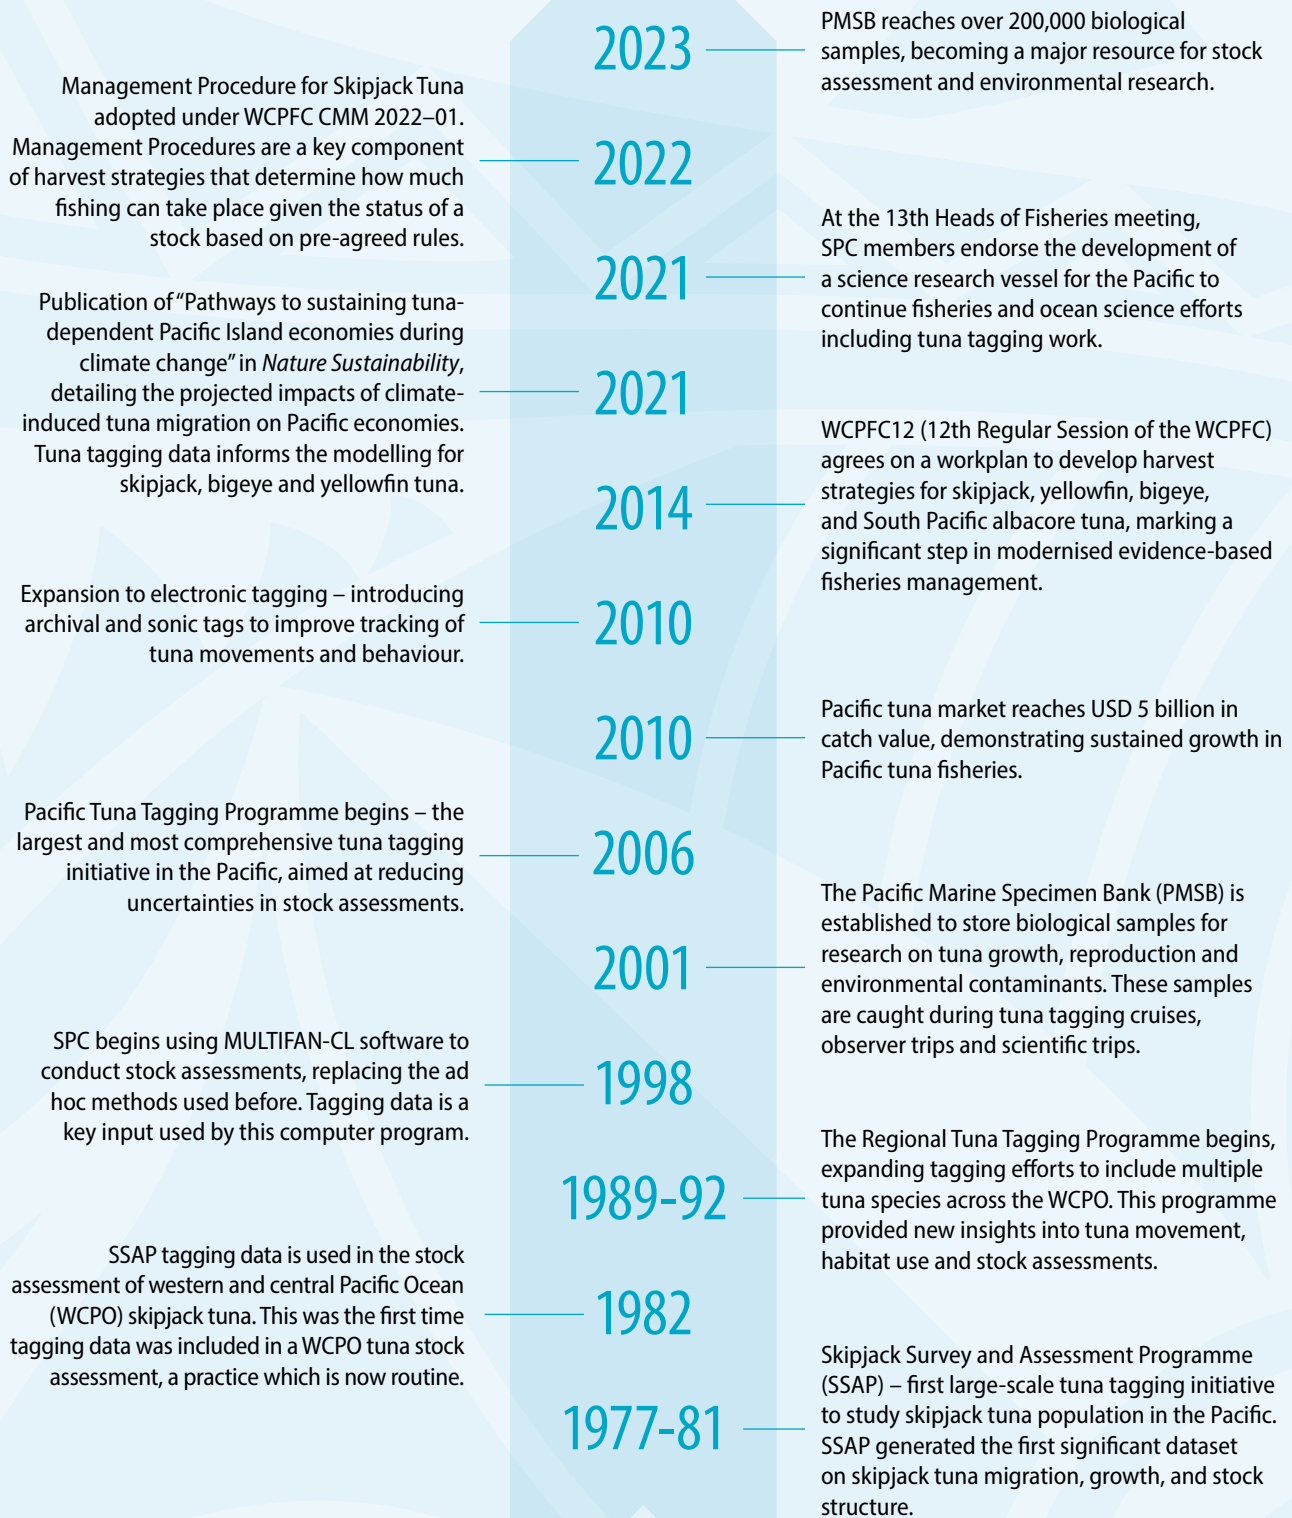 2023
PMSB reaches over 200,000 biological
samples, becoming a major resource for stock
assessment and environmental research.
Management Procedure for Skipjack Tuna
adopted under WCPFC CMM 2022–01.
Management Procedures are a key component
of harvest strategies that determine how much
fishing can take place given the status of a
stock based on pre-agreed rules.
2022
2021
At the 13th Heads of Fisheries meeting,
SPC members endorse the development of
a science research vessel for the Pacific to
continue fisheries and ocean science efforts
including tuna tagging work.
Publication of “Pathways to sustaining tuna-
dependent Pacific Island economies during
climate change” in Nature Sustainability,
detailing the projected impacts of climate-
induced tuna migration on Pacific economies.
Tuna tagging data informs the modelling for
skipjack, bigeye and yellowfin tuna.
2021
2014
WCPFC12 (12th Regular Session of the WCPFC)
agrees on a workplan to develop harvest
strategies for skipjack, yellowfin, bigeye,
and South Pacific albacore tuna, marking a
significant step in modernised evidence-based
fisheries management.
Expansion to electronic tagging – introducing
archival and sonic tags to improve tracking of
tuna movements and behaviour.
2010
2010
Pacific tuna market reaches USD 5 billion in
catch value, demonstrating sustained growth in
Pacific tuna fisheries.
Pacific Tuna Tagging Programme begins – the
largest and most comprehensive tuna tagging
initiative in the Pacific, aimed at reducing
uncertainties in stock assessments.
2006
2001
The Pacific Marine Specimen Bank (PMSB) is
established to store biological samples for
research on tuna growth, reproduction and
environmental contaminants. These samples
are caught during tuna tagging cruises,
observer trips and scientific trips.
SPC begins using MULTIFAN-CL software to
conduct stock assessments, replacing the ad
hoc methods used before. Tagging data is a
key input used by this computer program.
1998
1989-92
The Regional Tuna Tagging Programme begins,
expanding tagging efforts to include multiple
tuna species across the WCPO. This programme
provided new insights into tuna movement,
habitat use and stock assessments.
SSAP tagging data is used in the stock
assessment of western and central Pacific Ocean
(WCPO) skipjack tuna. This was the first time
tagging data was included in a WCPO tuna stock
assessment, a practice which is now routine.
1982
1977-81
Skipjack Survey and Assessment Programme
(SSAP) – first large-scale tuna tagging initiative
to study skipjack tuna population in the Pacific.
SSAP generated the first significant dataset
on skipjack tuna migration, growth, and stock
structure.